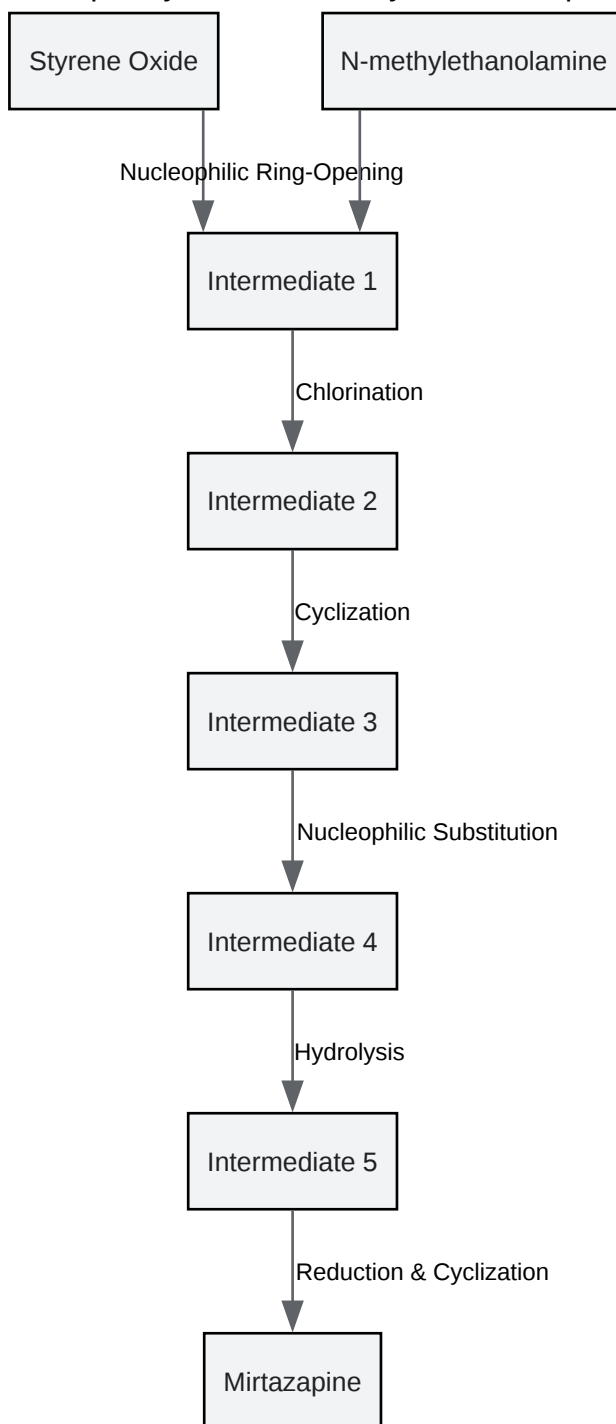 Styrene Oxide
N-methylethanolamine
Nucleophilic Ring-Opening
Intermediate 1
Chlorination
Intermediate 2
Cyclization
Intermediate 3
Nucleophilic Substitution
Intermediate 4
Hydrolysis
Intermediate 5
Reduction & Cyclization
Mirtazapine